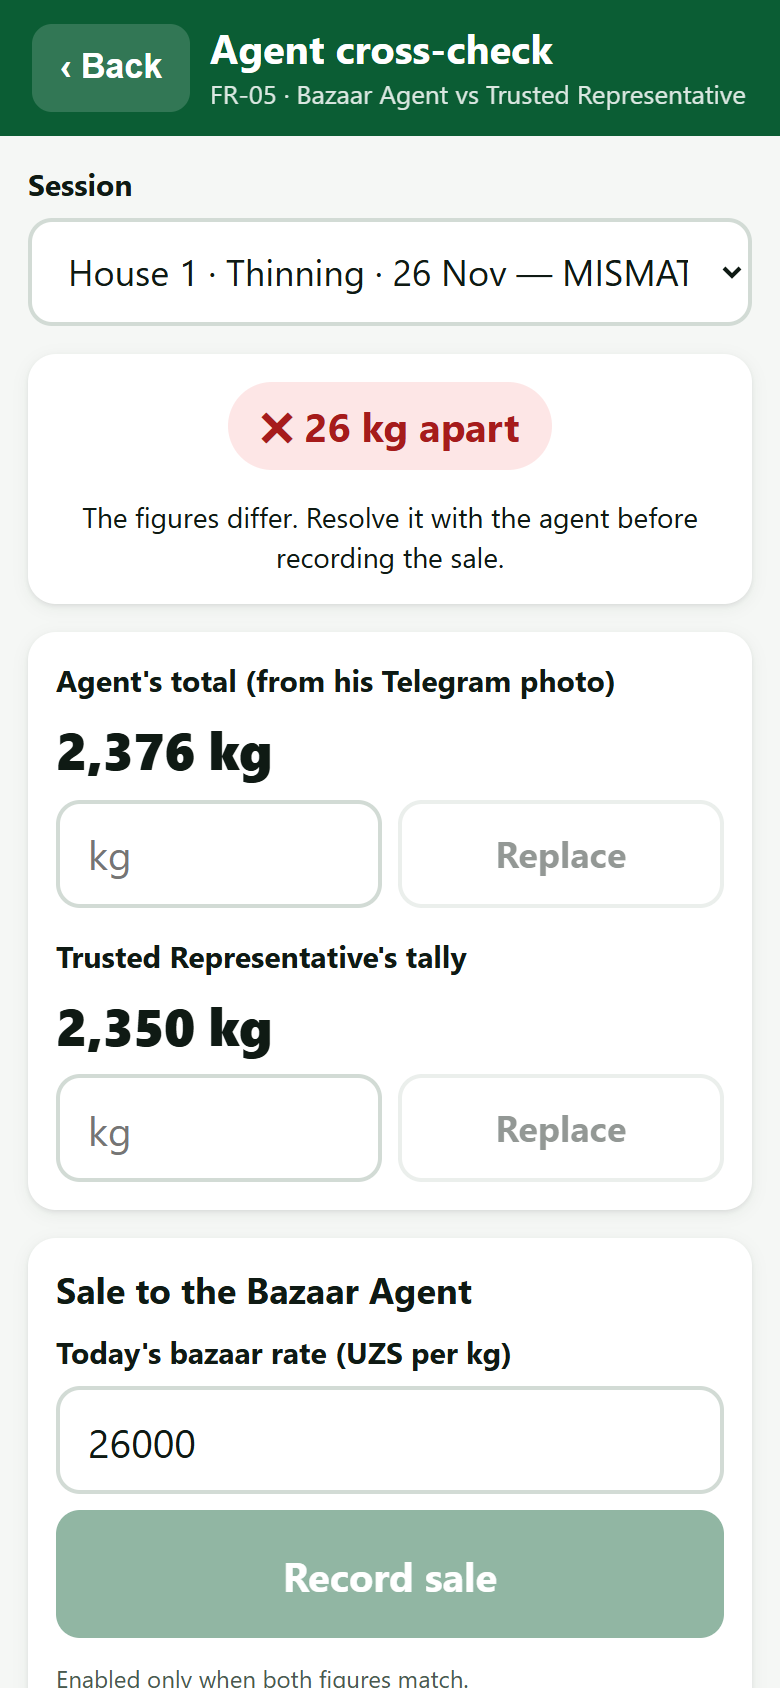 ‹ Back
Agent cross-check
FR-05 · Bazaar Agent vs Trusted Representative
Session
House 1 · Thinning · 26 Nov — MISMAT
❌ 26 kg apart
The figures differ. Resolve it with the agent before
recording the sale.
Agent's total (from his Telegram photo)
2,376 kg
kg
Replace
Trusted Representative's tally
2,350 kg
kg
Replace
Sale to the Bazaar Agent
Today's bazaar rate (UZS per kg)
26000
Record sale
Enabled only when both figures match.